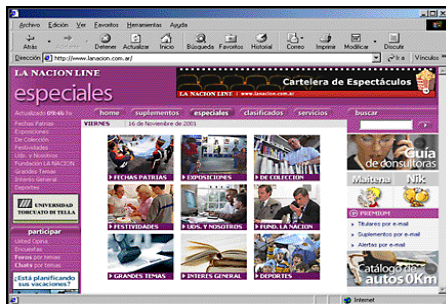 Archivo Edición Ver Favoritos Herramientas Ayuda
Atrás Detener Actualizar Inicio Búsqueda Favoritos Historial Correo Imprimir Modificar Discutir
Dirección http://www.lanacion.com.ar/ Ir a Vínculos
LA NACION LINE
especiales
Cartelera de Espectáculos
LA NACION LINE www.lanacion.com.ar
home suplementos especiales clasificados servicios buscar
Actualizado
VIERNES 16 de Noviembre de 2001
Fechas Patrias
Exposiciones
De Colección
Festividades
Uds. y Nosotros
Fundación LA NACION
Grandes Temas
Interés General
Deportes
UNIVERSIDAD
TORCUATO DI TELLA
participar
Usted Opina
Encuestas
Foros por temas
Chats por temas
¿Está planificando
sus vacaciones?
FECHAS PATRIAS
EXPOSICIONES
DE COLECCION
FESTIVIDADES
UDS. Y NOSOTROS
FUND. LA NACION
GRANDES TEMAS
INTERES GENERAL
DEPORTES
Guía
de consultoras
Maitena Nik
PREMIUM
Titulares por e-mail
Suplementos por e-mail
Alertas por e-mail
Catálogo de
autos 0Km
Internet